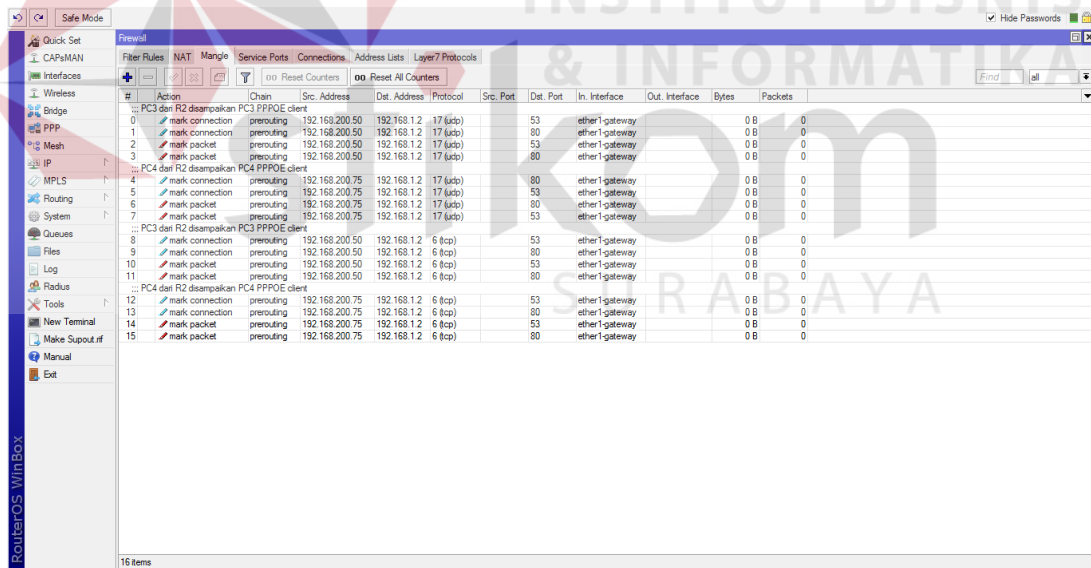 INSTITUT BISNIS
& INFORMATIKA
stikom
SURABAYA
Safe Mode
Hide Passwords
Quick Set
CAPsMAN
Interfaces
Wireless
Bridge
PPP
Mesh
IP
MPLS
Routing
System
Queues
Files
Log
Radius
Tools
New Terminal
Make Supout.rif
Manual
Exit
RouterOS WinBox
Firewall
Filter Rules NAT Mangle Service Ports Connections Address Lists Layer7 Protocols
00 Reset Counters 00 Reset All Counters Find all
# Action Chain Src. Address Dst. Address Protocol Src. Port Dst. Port In. Interface Out. Interface Bytes Packets
::: PC3 dari R2 disampaikan PC3 PPPOE client
0 mark connection prerouting 192.168.200.50 192.168.1.2 17 (udp) 53 ether1-gateway 0 B 0
1 mark connection prerouting 192.168.200.50 192.168.1.2 17 (udp) 80 ether1-gateway 0 B 0
2 mark packet prerouting 192.168.200.50 192.168.1.2 17 (udp) 53 ether1-gateway 0 B 0
3 mark packet prerouting 192.168.200.50 192.168.1.2 17 (udp) 80 ether1-gateway 0 B 0
::: PC4 dari R2 disampaikan PC4 PPPOE client
4 mark connection prerouting 192.168.200.75 192.168.1.2 17 (udp) 80 ether1-gateway 0 B 0
5 mark connection prerouting 192.168.200.75 192.168.1.2 17 (udp) 53 ether1-gateway 0 B 0
6 mark packet prerouting 192.168.200.75 192.168.1.2 17 (udp) 80 ether1-gateway 0 B 0
7 mark packet prerouting 192.168.200.75 192.168.1.2 17 (udp) 53 ether1-gateway 0 B 0
::: PC3 dari R2 disampaikan PC3 PPPOE client
8 mark connection prerouting 192.168.200.50 192.168.1.2 6 (tcp) 53 ether1-gateway 0 B 0
9 mark connection prerouting 192.168.200.50 192.168.1.2 6 (tcp) 80 ether1-gateway 0 B 0
10 mark packet prerouting 192.168.200.50 192.168.1.2 6 (tcp) 53 ether1-gateway 0 B 0
11 mark packet prerouting 192.168.200.50 192.168.1.2 6 (tcp) 80 ether1-gateway 0 B 0
::: PC4 dari R2 disampaikan PC4 PPPOE client
12 mark connection prerouting 192.168.200.75 192.168.1.2 6 (tcp) 53 ether1-gateway 0 B 0
13 mark connection prerouting 192.168.200.75 192.168.1.2 6 (tcp) 80 ether1-gateway 0 B 0
14 mark packet prerouting 192.168.200.75 192.168.1.2 6 (tcp) 53 ether1-gateway 0 B 0
15 mark packet prerouting 192.168.200.75 192.168.1.2 6 (tcp) 80 ether1-gateway 0 B 0
16 items